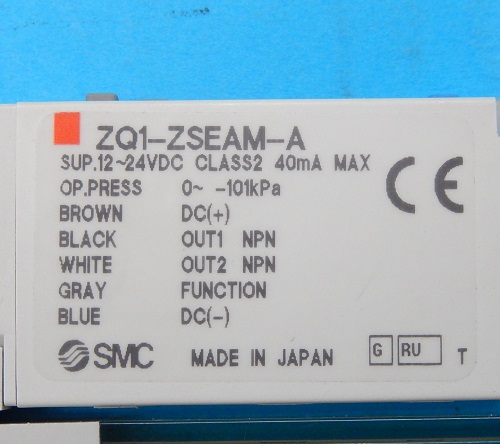 ZQ1-ZSEAM-A
SUP.12~24VDC CLASS2 40mA MAX
OP.PRESS 0~ -101kPa
BROWN DC(+)
BLACK OUT1 NPN
WHITE OUT2 NPN
GRAY FUNCTION
BLUE DC(-)
CE
SMC MADE IN JAPAN G RU T